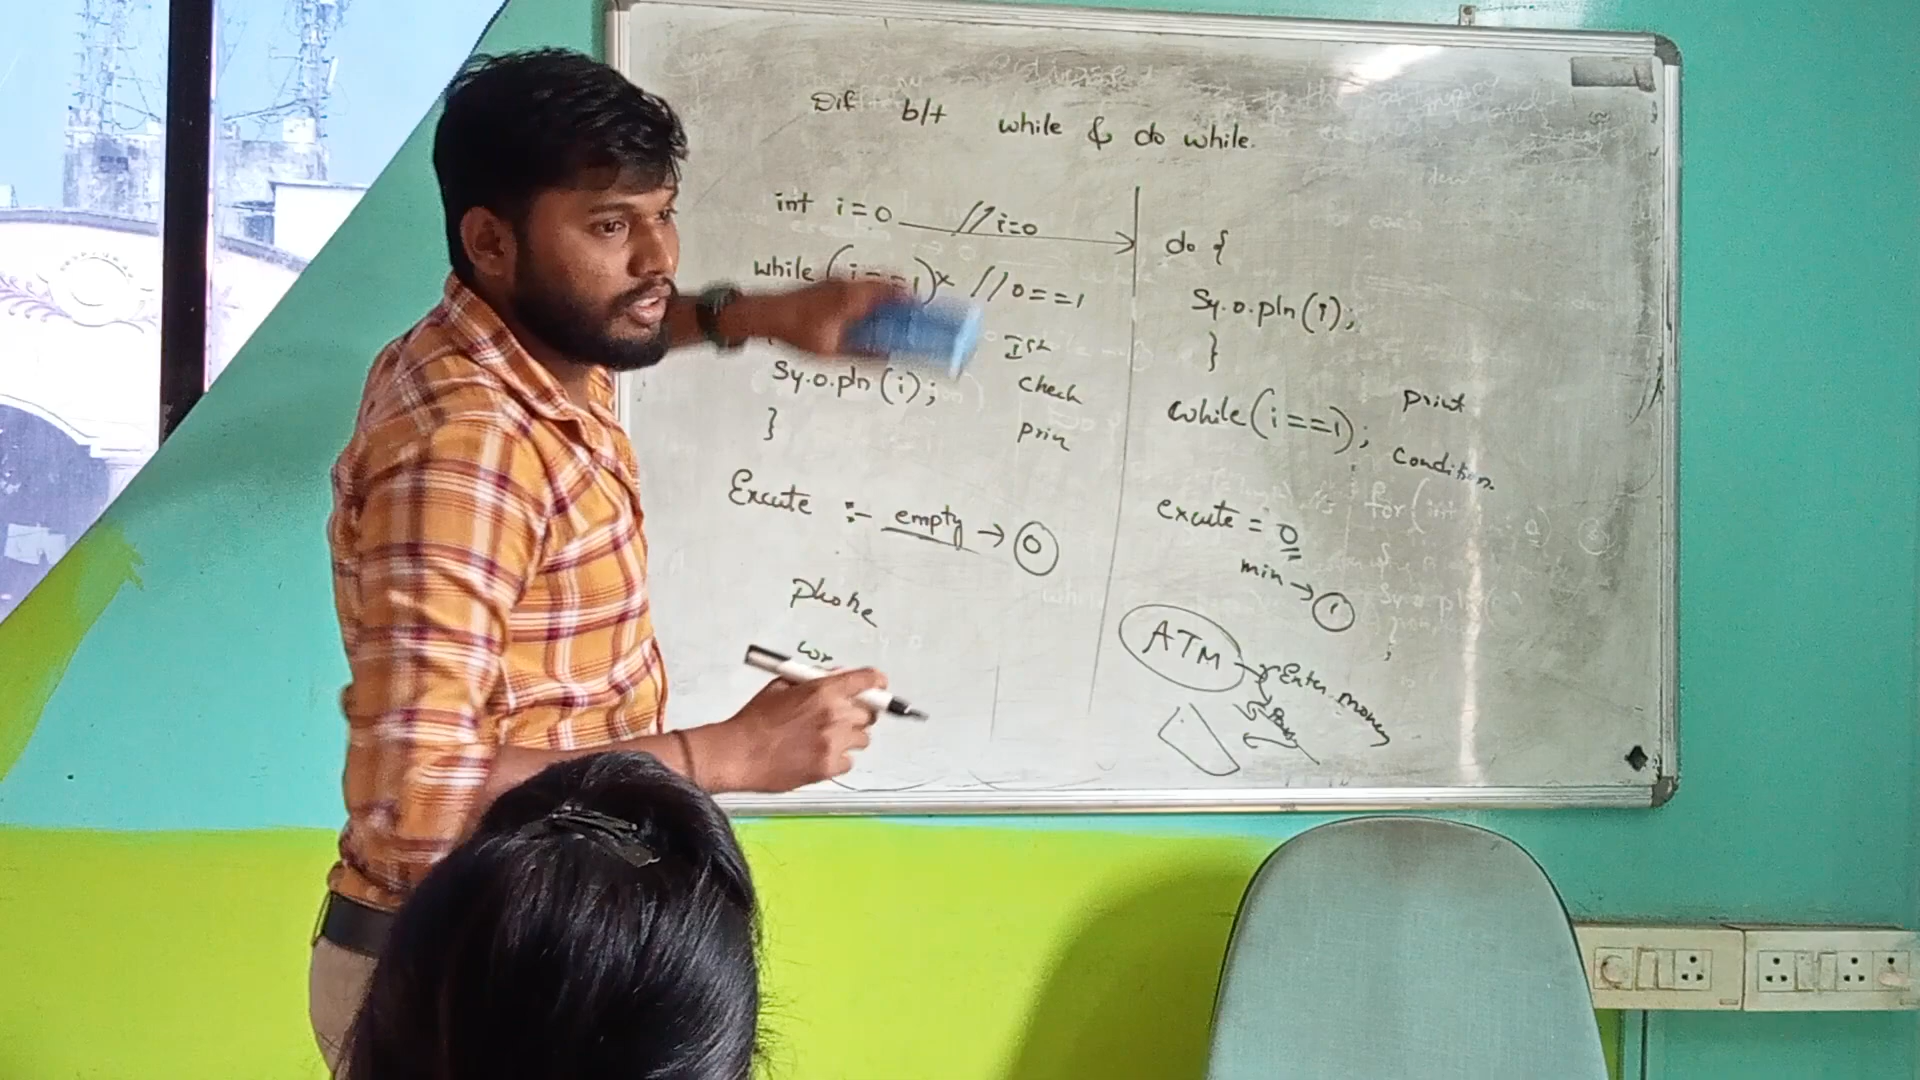 Dif b/t while & do while.
int i=0 // i=0
while (i==1) x // 0==1
Ist
Sy.o.pln(i);
check
}
prin
Excute :- empty → 0
phone
do {
Sy.o.pln(i);
}
while(i==1);
print
condition.
excute = 0
min → 1
ATM → Enter money